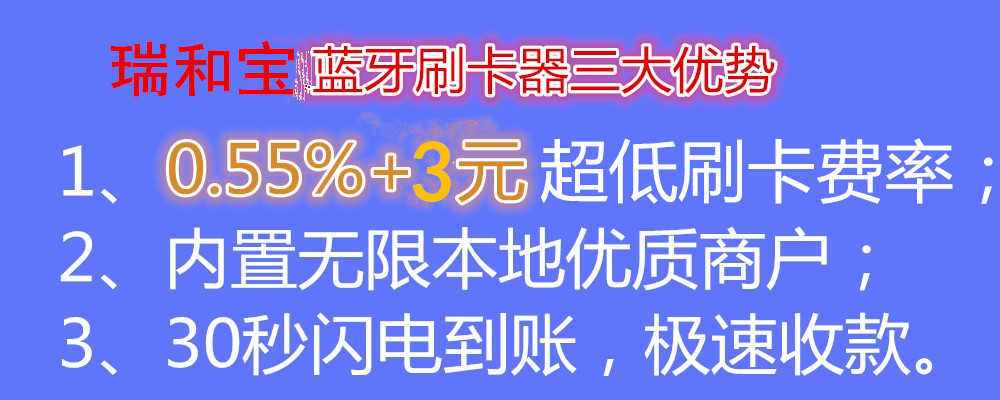 瑞和宝蓝牙刷卡器三大优势
1、0.55%+3元超低刷卡费率；
2、内置无限本地优质商户；
3、30秒闪电到账，极速收款。